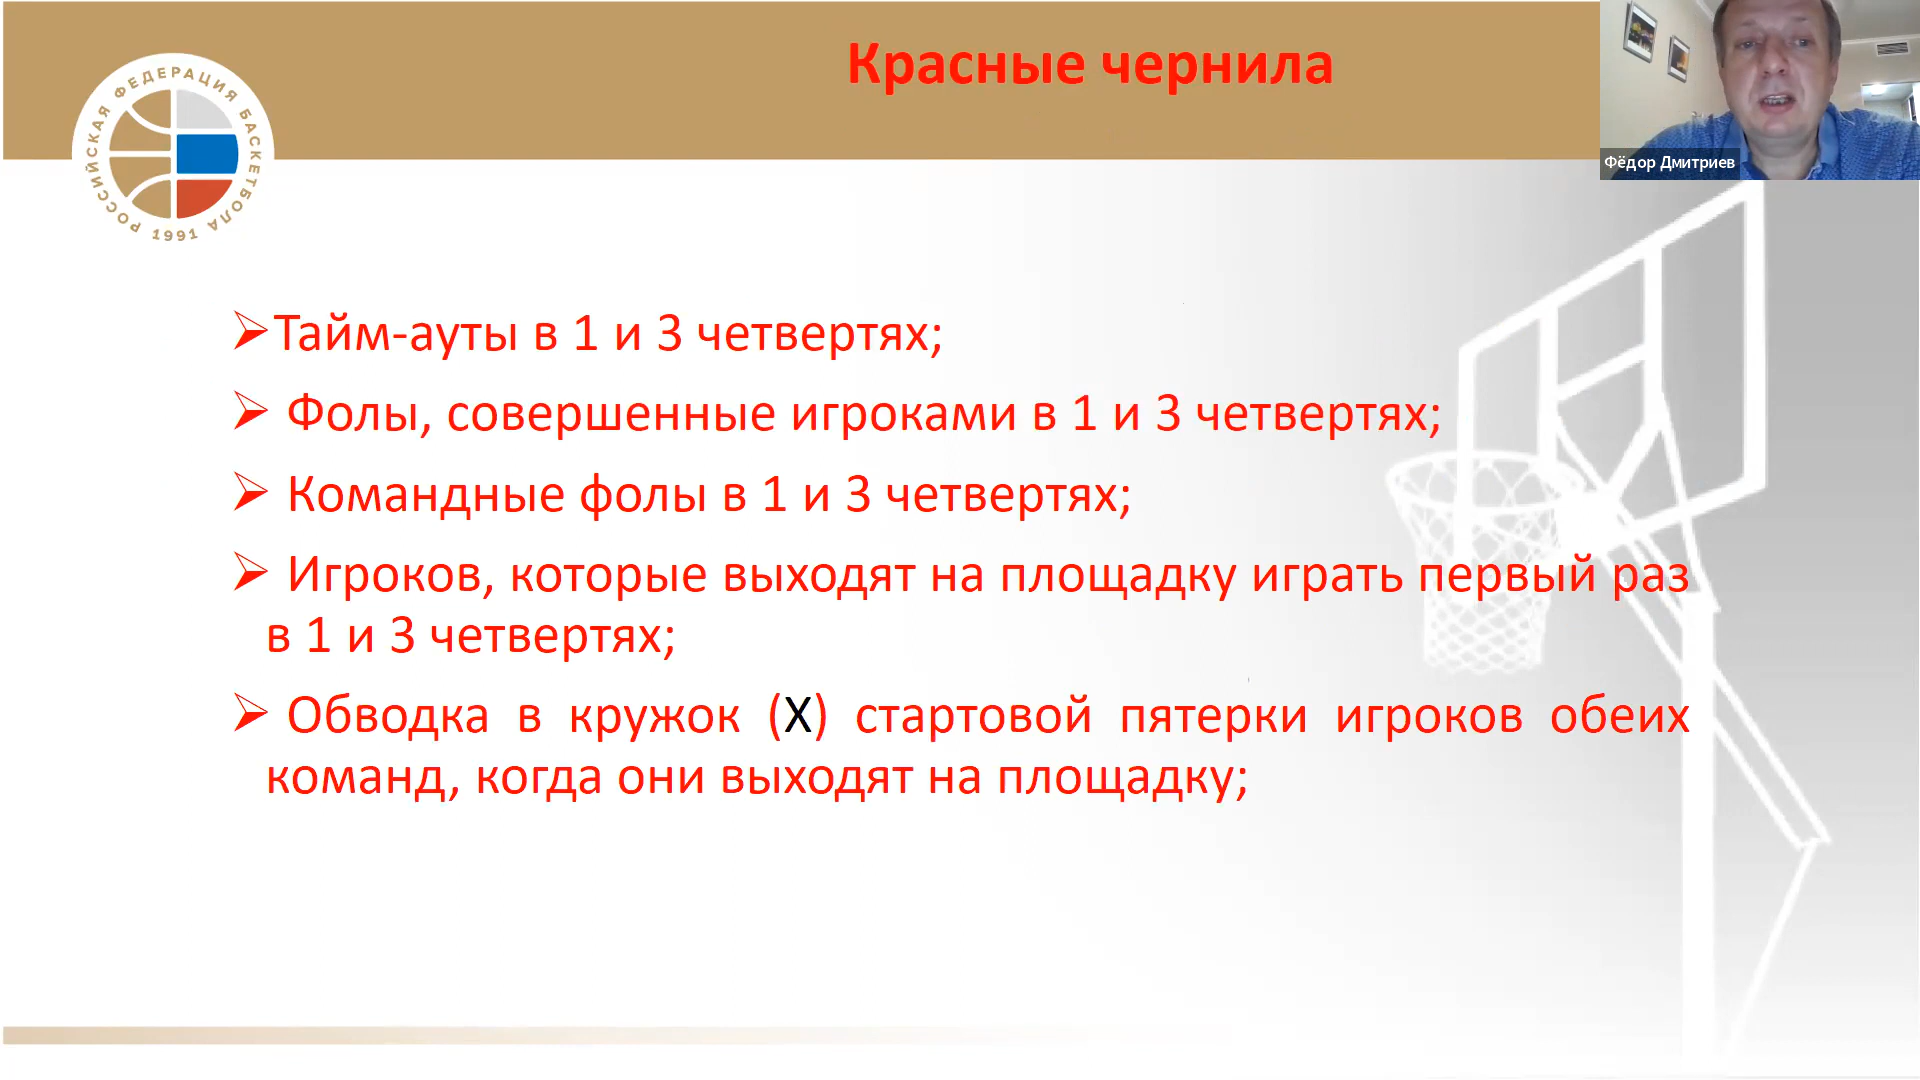 Красные чернила
РОССИЙСКАЯ ФЕДЕРАЦИЯ БАСКЕТБОЛА
1991
Фёдор Дмитриев
Тайм-ауты в 1 и 3 четвертях;
Фолы, совершенные игроками в 1 и 3 четвертях;
Командные фолы в 1 и 3 четвертях;
Игроков, которые выходят на площадку играть первый раз
в 1 и 3 четвертях;
Обводка в кружок (Х) стартовой пятерки игроков обеих
команд, когда они выходят на площадку;